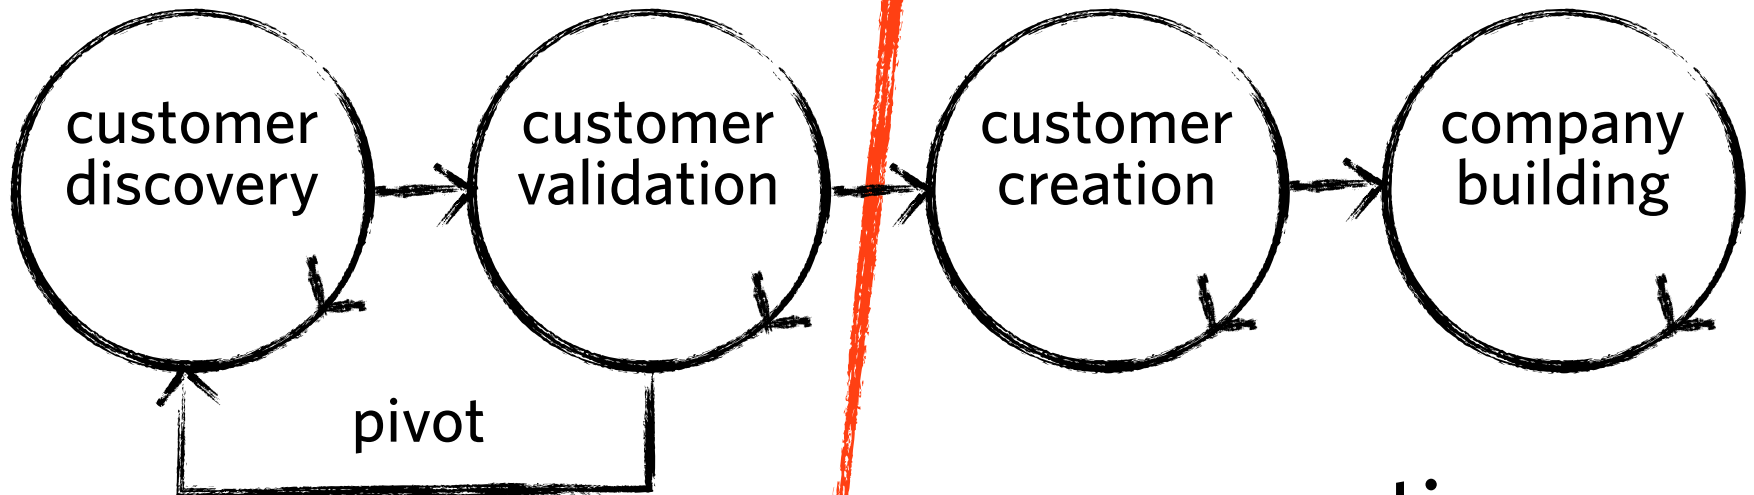 customer
discovery
customer
validation
customer
creation
company
building
pivot